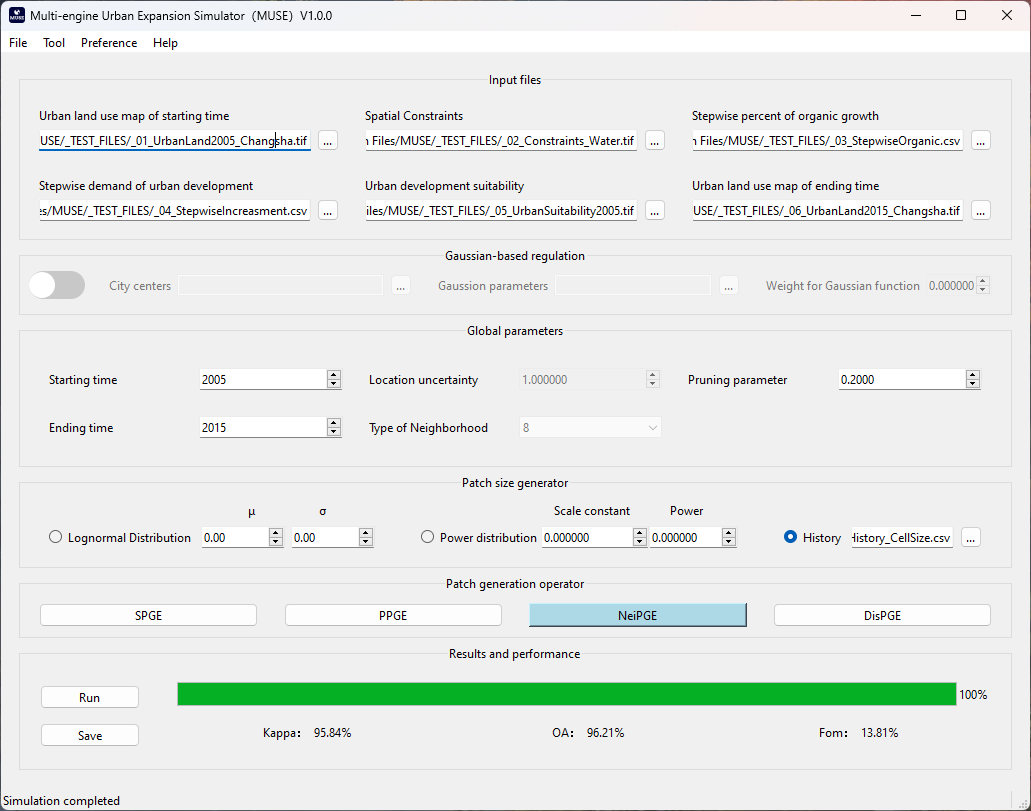 Multi-engine Urban Expansion Simulator （MUSE） V1.0.0
File Tool Preference Help
Input files
Urban land use map of starting time Spatial Constraints Stepwise percent of organic growth
USE/_TEST_FILES/_01_UrbanLand2005_Changsha.tif ... n Files/MUSE/_TEST_FILES/_02_Constraints_Water.tif ... n Files/MUSE/_TEST_FILES/_03_StepwiseOrganic.csv ...
Stepwise demand of urban development Urban development suitability Urban land use map of ending time
es/MUSE/_TEST_FILES/_04_StepwiseIncreasment.csv ... iles/MUSE/_TEST_FILES/_05_UrbanSuitability2005.tif ... USE/_TEST_FILES/_06_UrbanLand2015_Changsha.tif ...
Gaussian-based regulation
City centers ... Gaussion parameters ... Weight for Gaussian function 0.000000
Global parameters
Starting time 2005 Location uncertainty 1.000000 Pruning parameter 0.2000
Ending time 2015 Type of Neighborhood 8
Patch size generator
μ σ Scale constant Power
Lognormal Distribution 0.00 0.00 Power distribution 0.000000 0.000000 History History_CellSize.csv ...
Patch generation operator
SPGE PPGE NeiPGE DisPGE
Results and performance
Run 100%
Save Kappa： 95.84% OA： 96.21% Fom： 13.81%
Simulation completed